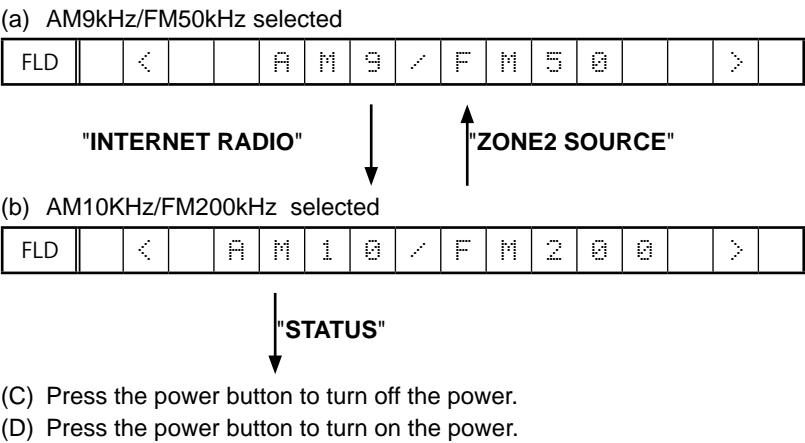 (a) AM9kHz/FM50kHz selected
FLD < AM9/FM50 >
"INTERNET RADIO" "ZONE2 SOURCE"
(b) AM10KHz/FM200kHz selected
FLD < AM10/FM200 >
"STATUS"
(C) Press the power button to turn off the power.
(D) Press the power button to turn on the power.